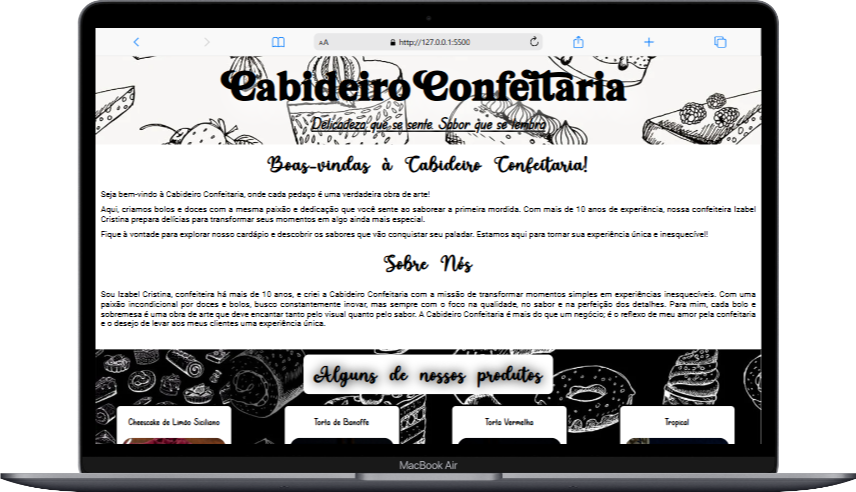 AA http://127.0.0.1:5500
Cabideiro Confeitaria
Delicadeza que se sente. Sabor que se lembra
Boas-vindas à Cabideiro Confeitaria!
Seja bem-vindo à Cabideiro Confeitaria, onde cada pedaço é uma verdadeira obra de arte!
Aqui, criamos bolos e doces com a mesma paixão e dedicação que você sente ao saborear a primeira mordida. Com mais de 10 anos de experiência, nossa confeiteira Izabel
Cristina prepara delícias para transformar seus momentos em algo ainda mais especial.
Fique à vontade para explorar nosso cardápio e descobrir os sabores que vão conquistar seu paladar. Estamos aqui para tornar sua experiência única e inesquecível!
Sobre Nós
Sou Izabel Cristina, confeiteira há mais de 10 anos, e criei a Cabideiro Confeitaria com a missão de transformar momentos simples em experiências inesquecíveis. Com uma
paixão incondicional por doces e bolos, busco constantemente inovar, mas sempre com o foco na qualidade, no sabor e na perfeição dos detalhes. Para mim, cada bolo e
sobremesa é uma obra de arte que deve encantar tanto pelo visual quanto pelo sabor. A Cabideiro Confeitaria é mais do que um negócio; é o reflexo de meu amor pela confeitaria
e o desejo de levar aos meus clientes uma experiência única.
Alguns de nossos produtos
Cheescake de Limão Siciliano
Torta de Banoffe
Torta Vermelha
Tropical
MacBook Air